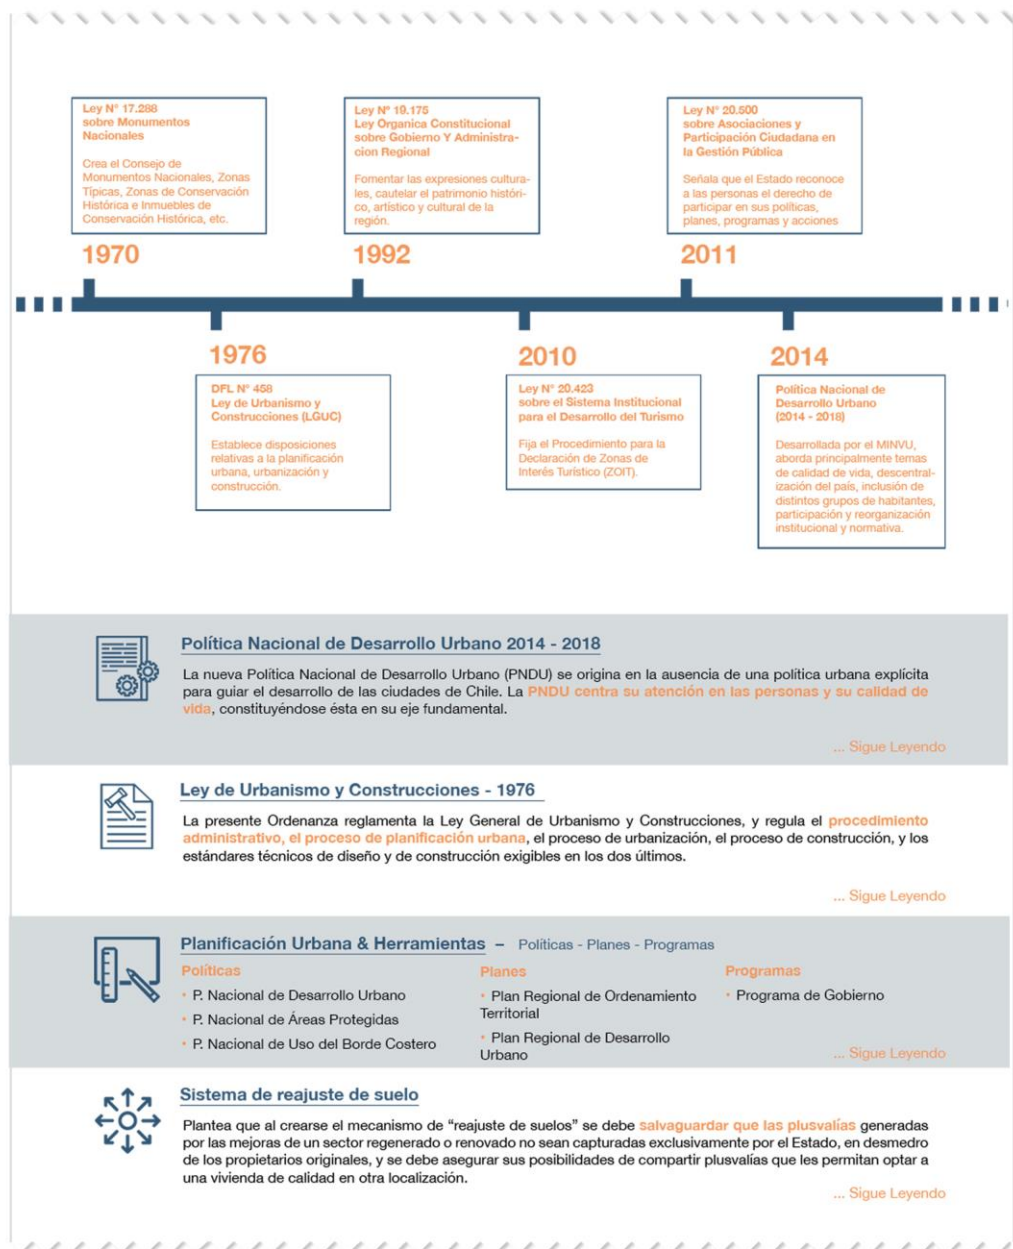 Ley N° 17.288
sobre Monumentos
Nacionales
Crea el Consejo de
Monumentos Nacionales, Zonas
Típicas, Zonas de Conservación
Histórica e Inmuebles de
Conservación Histórica, etc.
1970
Ley N° 19.175
Ley Organica Constitucional
sobre Gobierno Y Administra-
cion Regional
Fomentar las expresiones cultura-
les, cautelar el patrimonio históri-
co, artístico y cultural de la
región.
1992
Ley N° 20.500
sobre Asociaciones y
Participación Ciudadana en
la Gestión Pública
Señala que el Estado reconoce
a las personas el derecho de
participar en sus políticas,
planes, programas y acciones
2011
1976
DFL N° 458
Ley de Urbanismo y
Construcciones (LGUC)
Establece disposiciones
relativas a la planificación
urbana, urbanización y
construcción.
2010
Ley N° 20.423
sobre el Sistema Institucional
para el Desarrollo del Turismo
Fija el Procedimiento para la
Declaración de Zonas de
Interés Turístico (ZOIT).
2014
Política Nacional de
Desarrollo Urbano
(2014 - 2018)
Desarrollada por el MINVU,
aborda principalmente temas
de calidad de vida, descentral-
ización del país, inclusión de
distintos grupos de habitantes,
participación y reorganización
institucional y normativa.
Política Nacional de Desarrollo Urbano 2014 - 2018
La nueva Política Nacional de Desarrollo Urbano (PNDU) se origina en la ausencia de una política urbana explícita
para guiar el desarrollo de las ciudades de Chile. La PNDU centra su atención en las personas y su calidad de
vida, constituyéndose ésta en su eje fundamental.
... Sigue Leyendo
Ley de Urbanismo y Construcciones - 1976
La presente Ordenanza reglamenta la Ley General de Urbanismo y Construcciones, y regula el procedimiento
administrativo, el proceso de planificación urbana, el proceso de urbanización, el proceso de construcción, y los
estándares técnicos de diseño y de construcción exigibles en los dos últimos.
... Sigue Leyendo
Planificación Urbana & Herramientas – Políticas - Planes - Programas
Políticas
• P. Nacional de Desarrollo Urbano
• P. Nacional de Áreas Protegidas
• P. Nacional de Uso del Borde Costero
Planes
• Plan Regional de Ordenamiento
Territorial
• Plan Regional de Desarrollo
Urbano
Programas
• Programa de Gobierno
... Sigue Leyendo
Sistema de reajuste de suelo
Plantea que al crearse el mecanismo de “reajuste de suelos” se debe salvaguardar que las plusvalías generadas
por las mejoras de un sector regenerado o renovado no sean capturadas exclusivamente por el Estado, en desmedro
de los propietarios originales, y se debe asegurar sus posibilidades de compartir plusvalías que les permitan optar a
una vivienda de calidad en otra localización.
... Sigue Leyendo